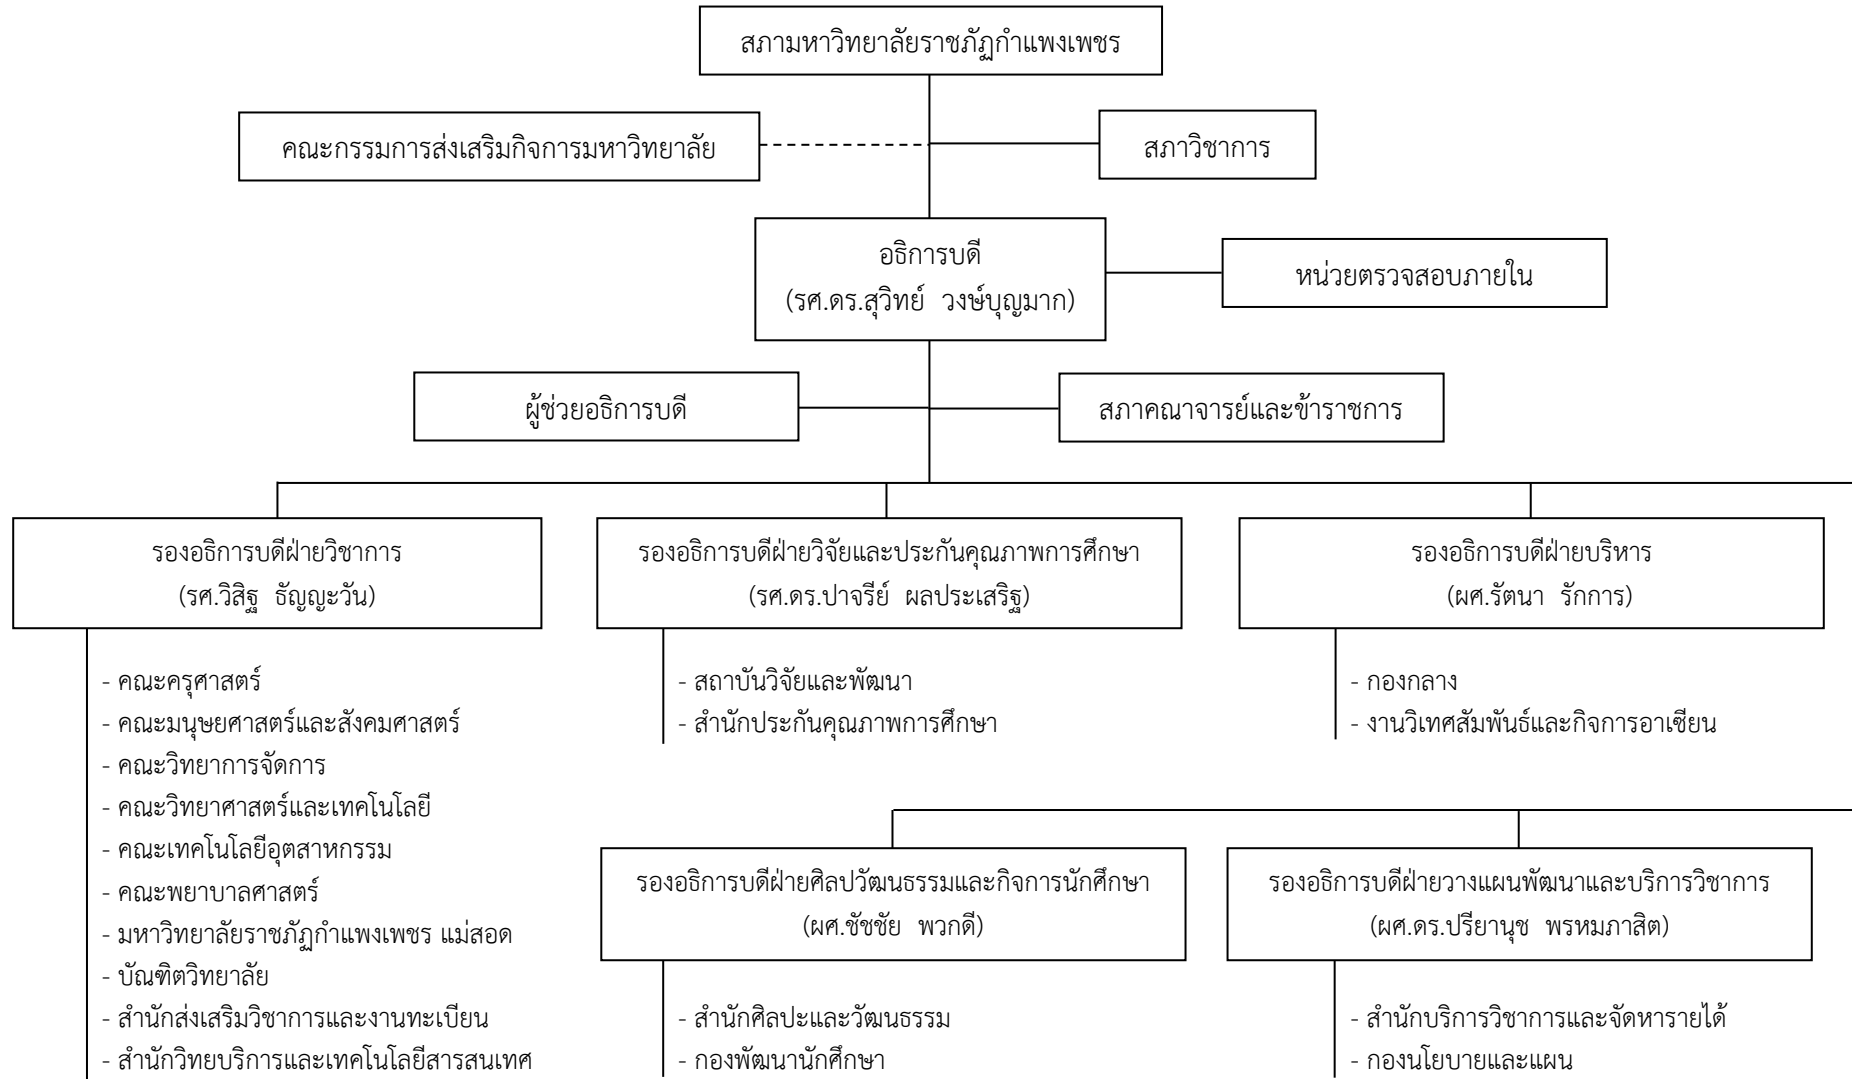 สภามหาวิทยาลัยราชภัฏกำแพงเพชร
คณะกรรมการส่งเสริมกิจการมหาวิทยาลัย
สภาวิชาการ
อธิการบดี
(รศ.ดร.สุวิทย์ วงษ์บุญมาก)
หน่วยตรวจสอบภายใน
ผู้ช่วยอธิการบดี
สภาคณาจารย์และข้าราชการ
รองอธิการบดีฝ่ายวิชาการ
(รศ.วิสิฐ ธัญญะวัน)
- คณะครุศาสตร์
- คณะมนุษยศาสตร์และสังคมศาสตร์
- คณะวิทยาการจัดการ
- คณะวิทยาศาสตร์และเทคโนโลยี
- คณะเทคโนโลยีอุตสาหกรรม
- คณะพยาบาลศาสตร์
- มหาวิทยาลัยราชภัฏกำแพงเพชร แม่สอด
- บัณฑิตวิทยาลัย
- สำนักส่งเสริมวิชาการและงานทะเบียน
- สำนักวิทยบริการและเทคโนโลยีสารสนเทศ
รองอธิการบดีฝ่ายวิจัยและประกันคุณภาพการศึกษา
(รศ.ดร.ปาจรีย์ ผลประเสริฐ)
- สถาบันวิจัยและพัฒนา
- สำนักประกันคุณภาพการศึกษา
รองอธิการบดีฝ่ายบริหาร
(ผศ.รัตนา รักการ)
- กองกลาง
- งานวิเทศสัมพันธ์และกิจการอาเซียน
รองอธิการบดีฝ่ายศิลปวัฒนธรรมและกิจการนักศึกษา
(ผศ.ชัชชัย พวกดี)
- สำนักศิลปะและวัฒนธรรม
- กองพัฒนานักศึกษา
รองอธิการบดีฝ่ายวางแผนพัฒนาและบริการวิชาการ
(ผศ.ดร.ปรียานุช พรหมภาสิต)
- สำนักบริการวิชาการและจัดหารายได้
- กองนโยบายและแผน